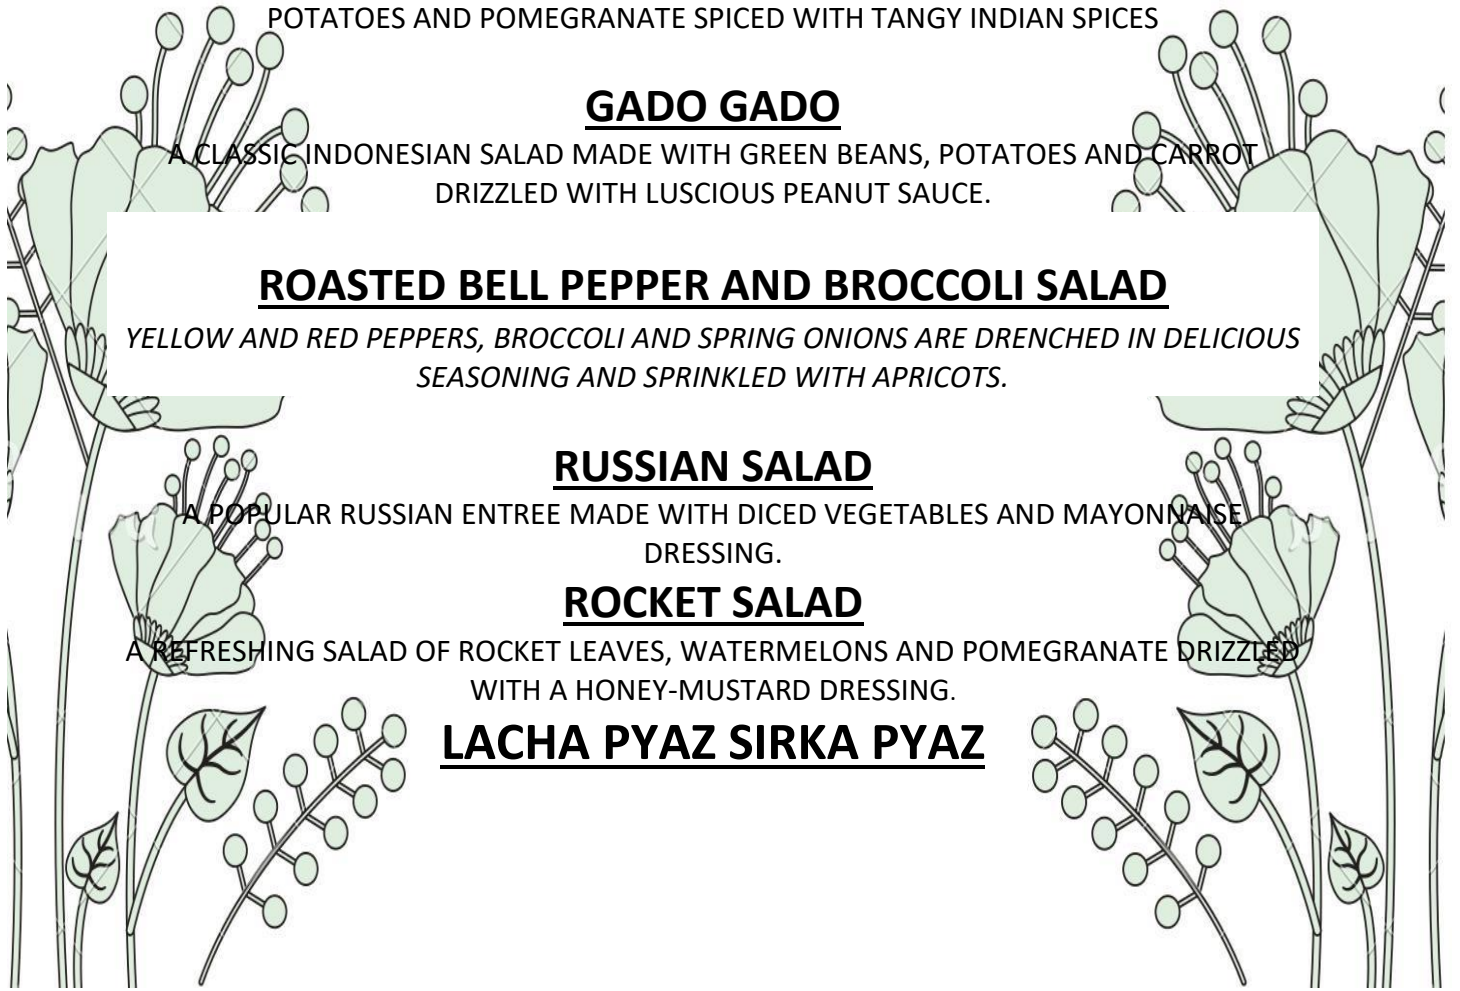 POTATOES AND POMEGRANATE SPICED WITH TANGY INDIAN SPICES
GADO GADO
A CLASSIC INDONESIAN SALAD MADE WITH GREEN BEANS, POTATOES AND CARROT
DRIZZLED WITH LUSCIOUS PEANUT SAUCE.
ROASTED BELL PEPPER AND BROCCOLI SALAD
YELLOW AND RED PEPPERS, BROCCOLI AND SPRING ONIONS ARE DRENCHED IN DELICIOUS
SEASONING AND SPRINKLED WITH APRICOTS.
RUSSIAN SALAD
A POPULAR RUSSIAN ENTREE MADE WITH DICED VEGETABLES AND MAYONNAISE
DRESSING.
ROCKET SALAD
A REFRESHING SALAD OF ROCKET LEAVES, WATERMELONS AND POMEGRANATE DRIZZLED
WITH A HONEY-MUSTARD DRESSING.
LACHA PYAZ SIRKA PYAZ